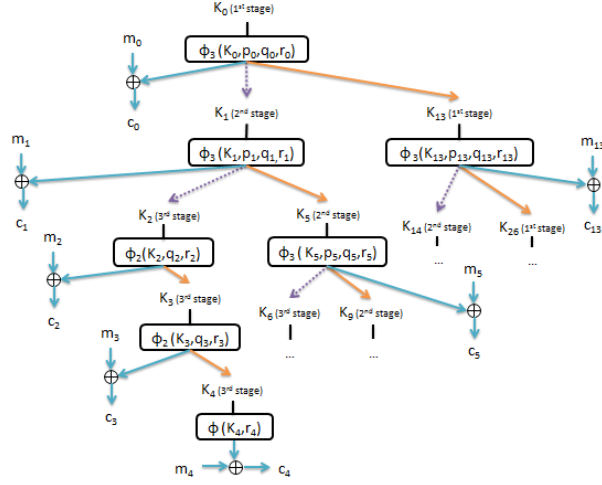 K₀ (1st stage)
m₀
ϕ₃ (K₀,p₀,q₀,r₀)
c₀
K₁ (2nd stage)
K₁₃ (1st stage)
m₁
ϕ₃ (K₁,p₁,q₁,r₁)
ϕ₃(K₁₃,p₁₃,q₁₃,r₁₃)
m₁₃
c₁
c₁₃
K₂ (3rd stage)
K₅ (2nd stage)
K₁₄ (2nd stage)
K₂₆ (1st stage)
m₂
ϕ₂(K₂,q₂,r₂)
ϕ₃ ( K₅,p₅,q₅,r₅)
... ...
m₅
c₂
K₃ (3rd stage)
K₆ (3rd stage)
K₉ (2nd stage)
m₃
ϕ₂ (K₃,q₃,r₃)
... ...
c₅
c₃
K₄ (3rd stage)
ϕ (K₄,r₄)
m₄
c₄